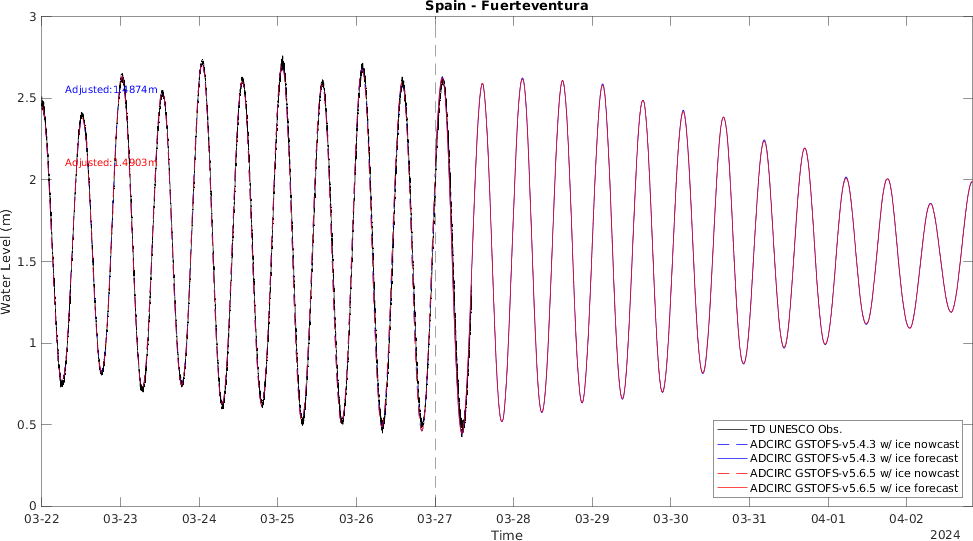 Spain - Fuerteventura
3
2.5
2
1.5
1
0.5
0
Water Level (m)
Adjusted:1.4874m
Adjusted:1.4903m
TD UNESCO Obs.
ADCIRC GSTOFS-v5.4.3 w/ ice nowcast
ADCIRC GSTOFS-v5.4.3 w/ ice forecast
ADCIRC GSTOFS-v5.6.5 w/ ice nowcast
ADCIRC GSTOFS-v5.6.5 w/ ice forecast
03-22 03-23 03-24 03-25 03-26 03-27 03-28 03-29 03-30 03-31 04-01 04-02
Time
2024